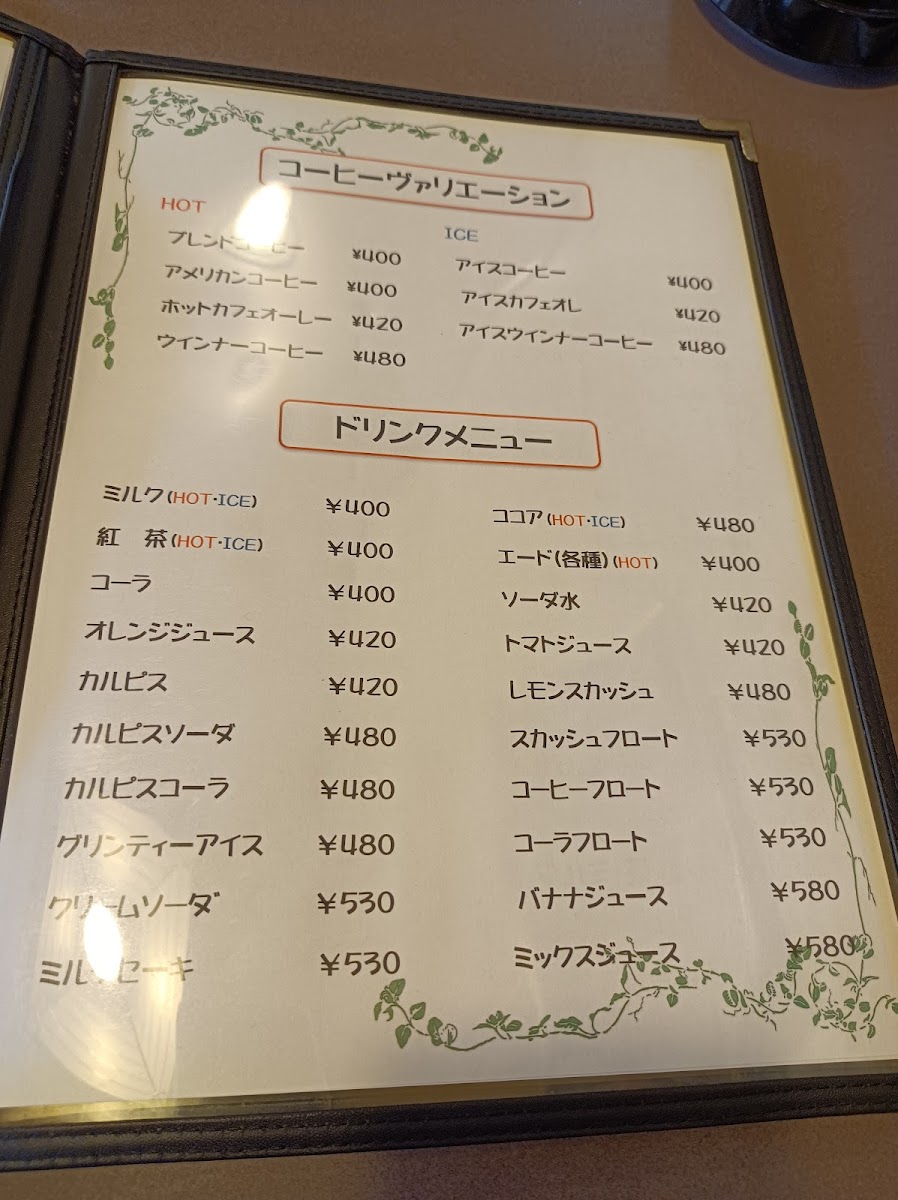 コーヒーヴァリエーション
HOT
ブレンドコーヒー ¥400
アメリカンコーヒー ¥400
ホットカフェオーレー ¥420
ウインナーコーヒー ¥480
ICE
アイスコーヒー ¥400
アイスカフェオレ ¥420
アイスウインナーコーヒー ¥480
ドリンクメニュー
ミルク(HOT・ICE) ¥400
紅 茶(HOT・ICE) ¥400
コーラ ¥400
オレンジジュース ¥420
カルピス ¥420
カルピスソーダ ¥480
カルピスコーラ ¥480
グリンティーアイス ¥480
クリームソーダ ¥530
ミルクセーキ ¥530
ココア(HOT・ICE) ¥480
エード(各種)(HOT) ¥400
ソーダ水 ¥420
トマトジュース ¥420
レモンスカッシュ ¥480
スカッシュフロート ¥530
コーヒーフロート ¥530
コーラフロート ¥530
バナナジュース ¥580
ミックスジュース ¥580